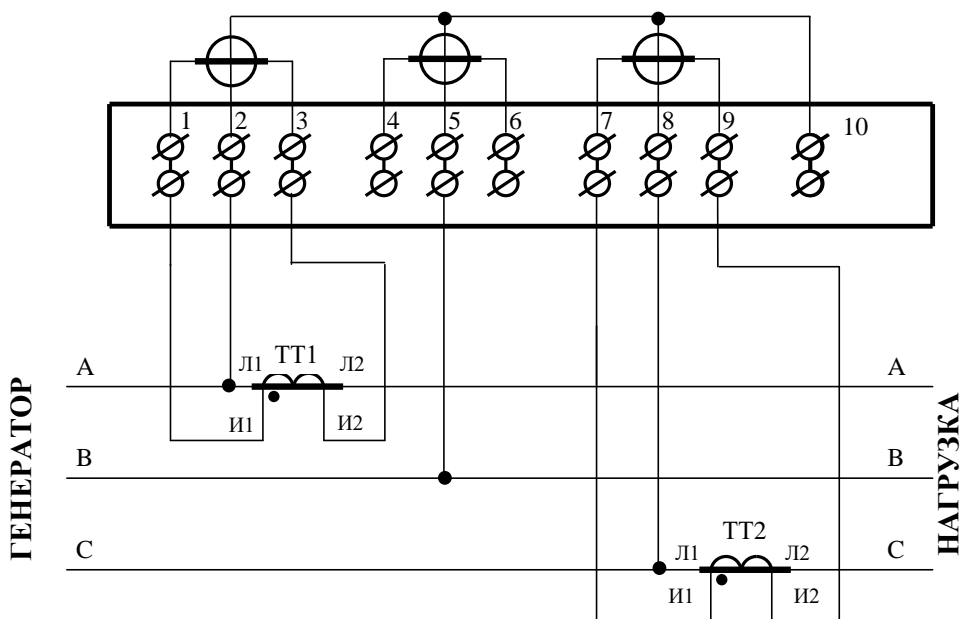 1 2 3 4 5 6 7 8 9 10
Л1 ТТ1 Л2
А А
И1 И2
В В
ГЕНЕРАТОР
НАГРУЗКА
ТТ2
С Л1 Л2 С
И1 И2